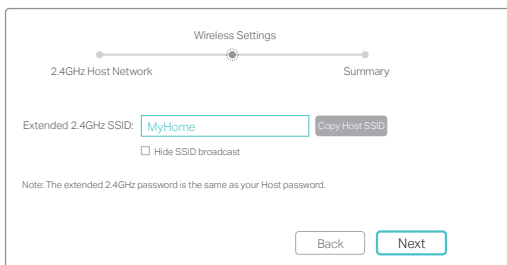 Wireless Settings
2.4GHz Host Network Summary
Extended 2.4GHz SSID: MyHome Copy Host SSID
Hide SSID broadcast
Note: The extended 2.4GHz password is the same as your Host password.
Back Next